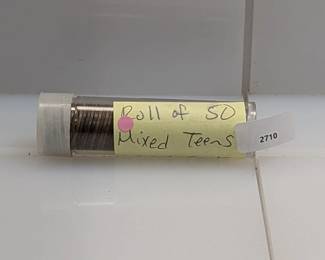 Roll of 50
Mixed Teens
2710